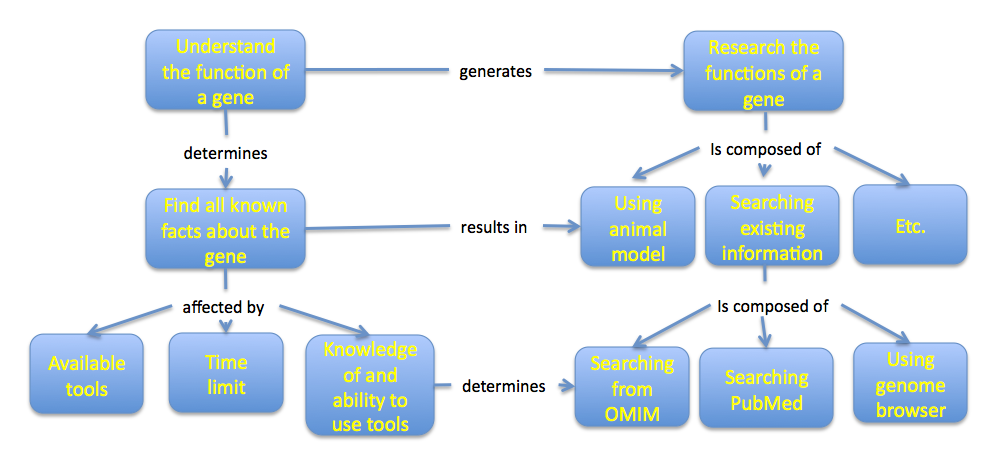 Understand
the function of
a gene
generates
Research the
functions of a
gene
determines
Is composed of
Find all known
facts about the
gene
results in
Using
animal
model
Searching
existing
information
Etc.
affected by
Is composed of
Available
tools
Time
limit
Knowledge
of and
ability to
use tools
determines
Searching
from
OMIM
Searching
PubMed
Using
genome
browser